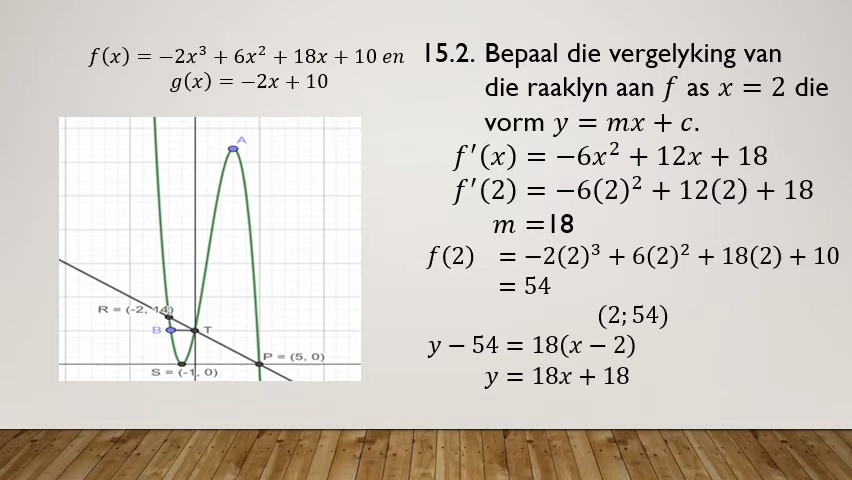 f(x) = −2x³ + 6x² + 18x + 10 en
g(x) = −2x + 10
15.2. Bepaal die vergelyking van
die raaklyn aan f as x = 2 die
vorm y = mx + c.
f′(x) = −6x² + 12x + 18
f′(2) = −6(2)² + 12(2) + 18
m = 18
f(2) = −2(2)³ + 6(2)² + 18(2) + 10
= 54
(2; 54)
y − 54 = 18(x − 2)
y = 18x + 18
A
R = (-2, 14)
B
T
P = (5, 0)
S = (-1, 0)